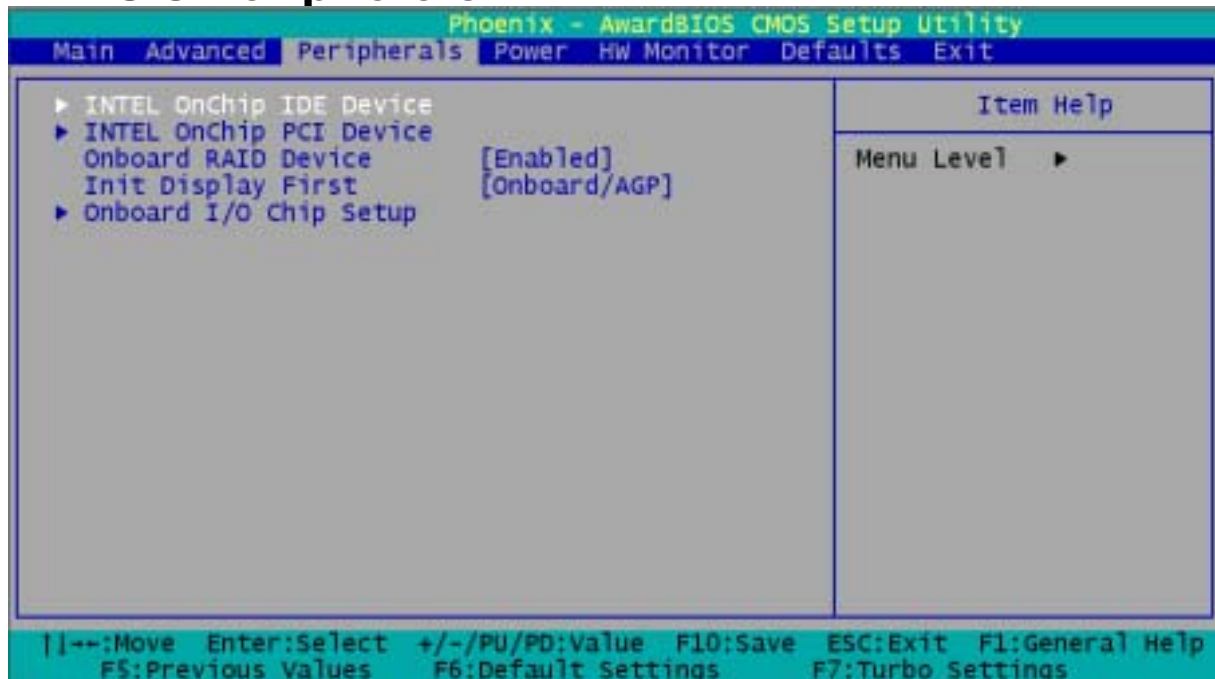 Phoenix - AwardBIOS CMOS Setup Utility
Main Advanced Peripherals Power HW Monitor Defaults Exit
▶ INTEL OnChip IDE Device
▶ INTEL OnChip PCI Device
Onboard RAID Device [Enabled]
Init Display First [Onboard/AGP]
▶ Onboard I/O Chip Setup
Item Help
Menu Level ▶
↑↓→←:Move Enter:Select +/-/PU/PD:Value F10:Save ESC:Exit F1:General Help
F5:Previous Values F6:Default Settings F7:Turbo Settings